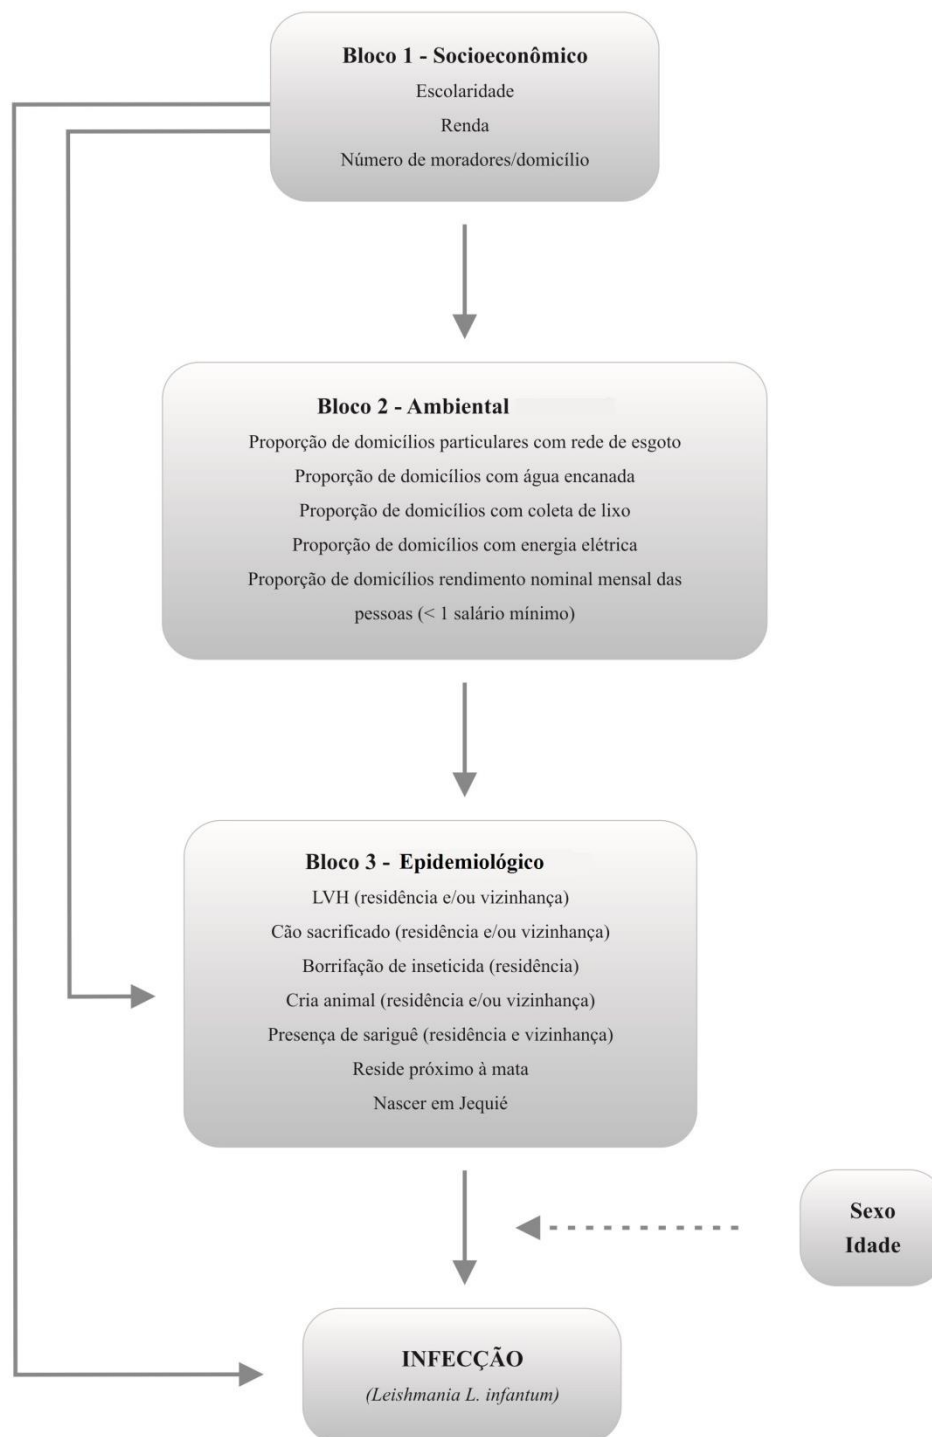 Bloco 1 - Socioeconômico
Escolaridade
Renda
Número de moradores/domicílio
Bloco 2 - Ambiental
Proporção de domicílios particulares com rede de esgoto
Proporção de domicílios com água encanada
Proporção de domicílios com coleta de lixo
Proporção de domicílios com energia elétrica
Proporção de domicílios rendimento nominal mensal das
pessoas (< 1 salário mínimo)
Bloco 3 - Epidemiológico
LVH (residência e/ou vizinhança)
Cão sacrificado (residência e/ou vizinhança)
Borrifação de inseticida (residência)
Cria animal (residência e/ou vizinhança)
Presença de sariguê (residência e vizinhança)
Reside próximo à mata
Nascer em Jequié
Sexo
Idade
INFECÇÃO
(Leishmania L. infantum)